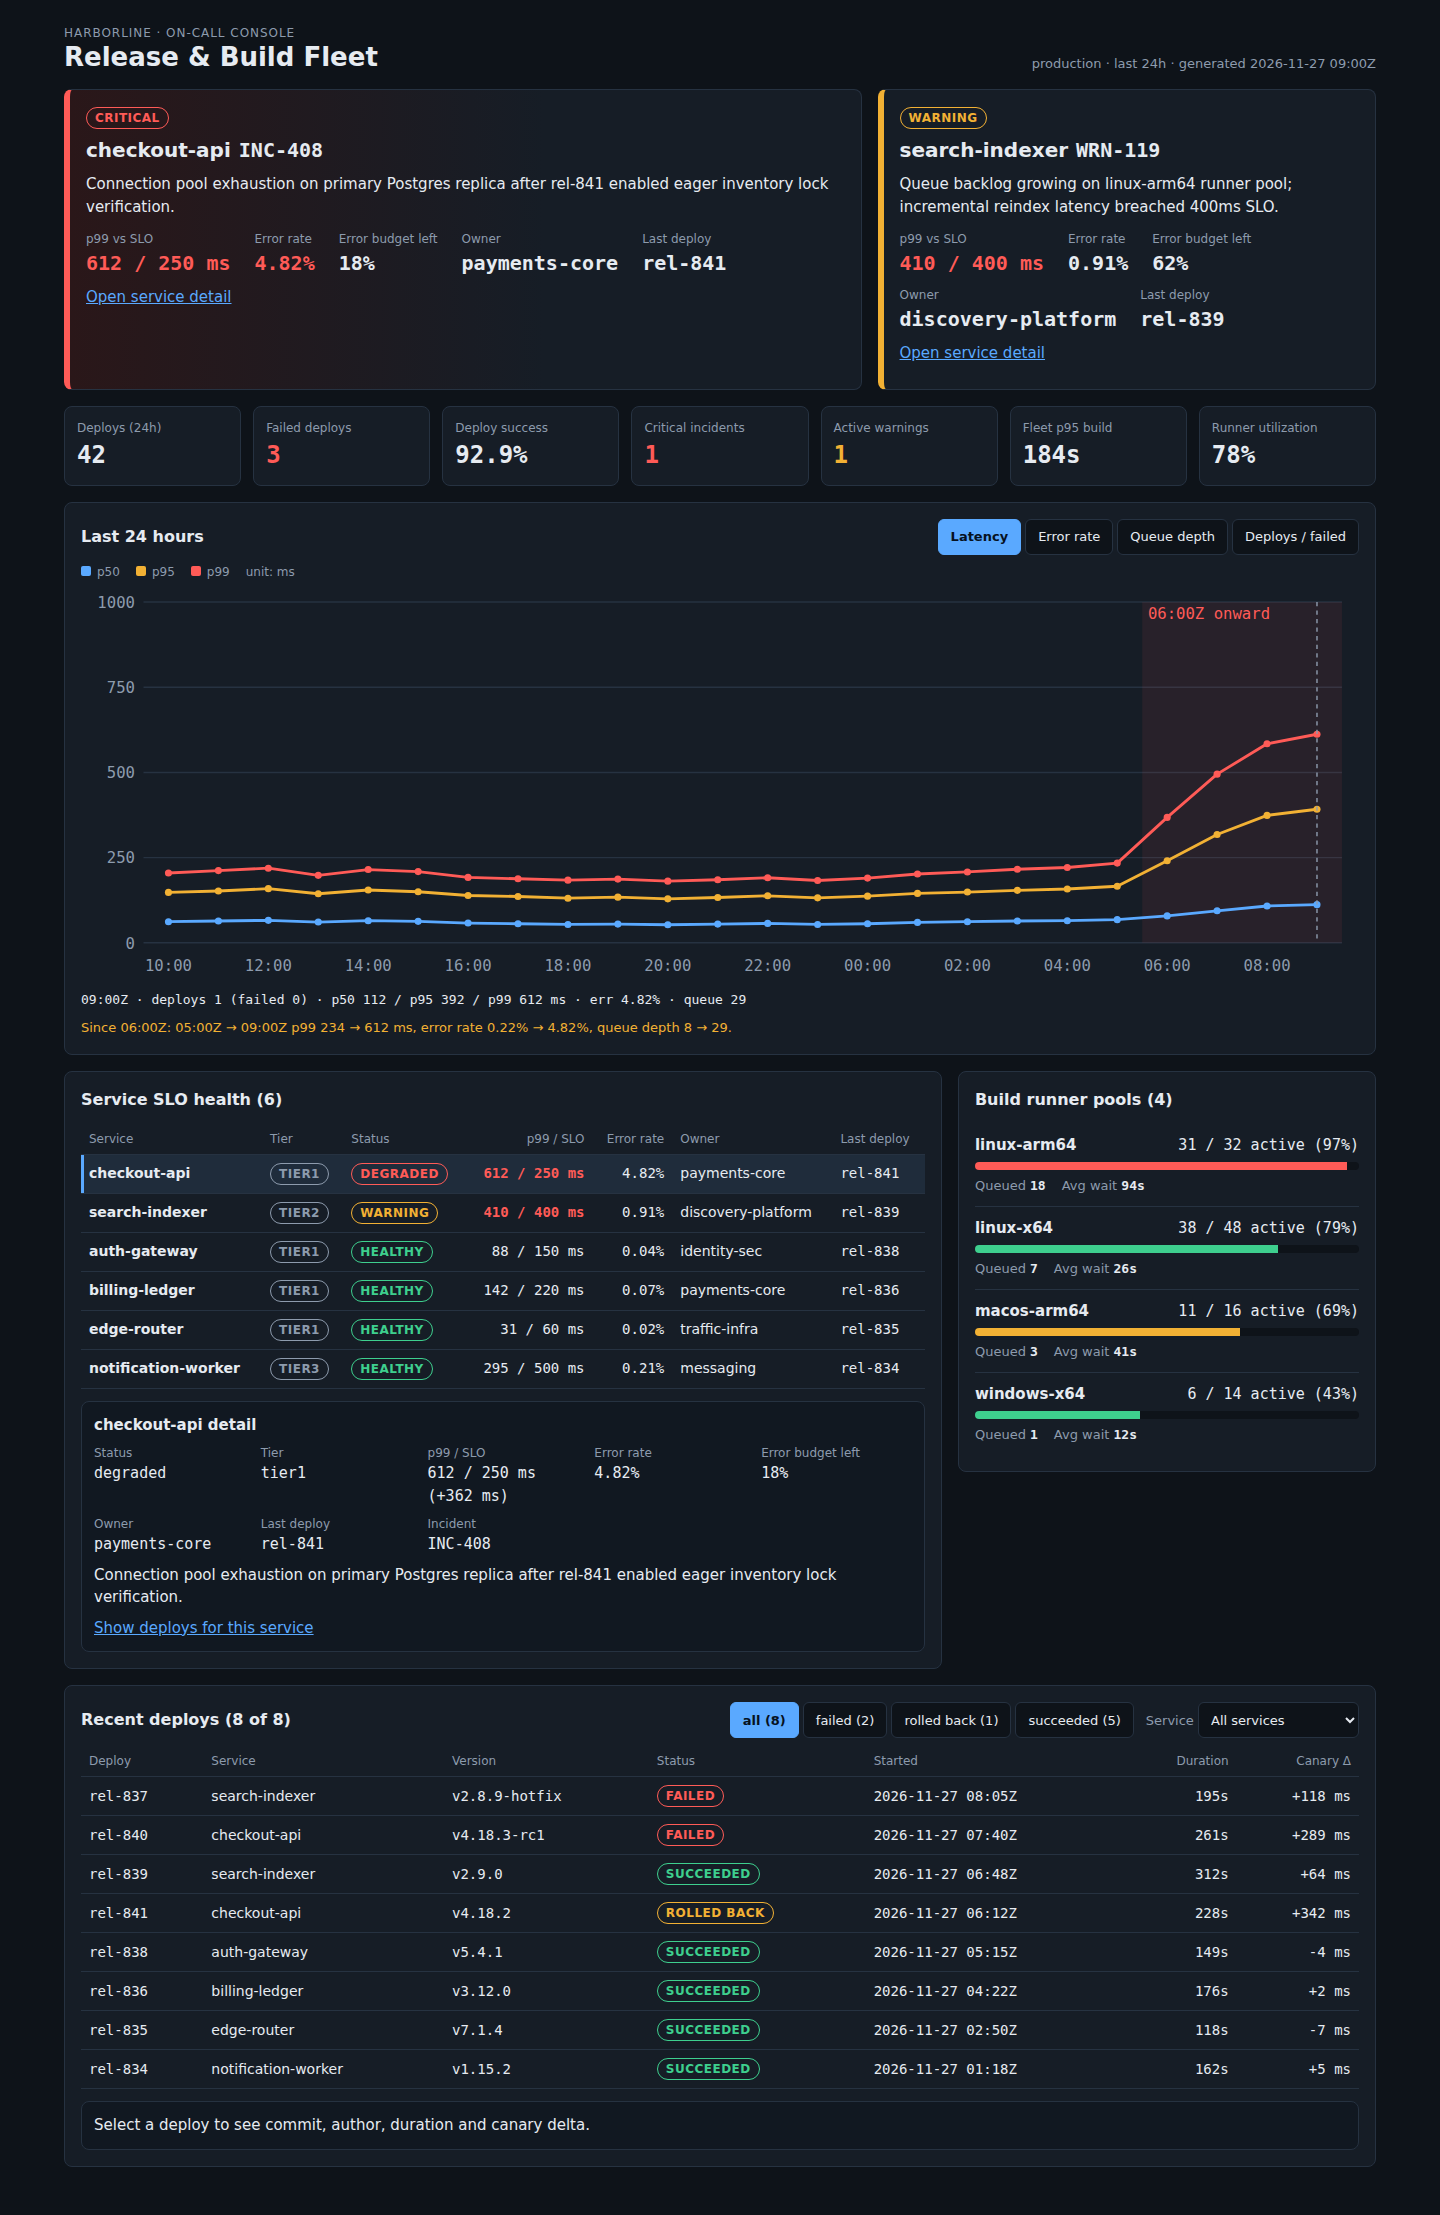 HARBORLINE · ON-CALL CONSOLE
Release & Build Fleet
production · last 24h · generated 2026-11-27 09:00Z
CRITICAL
checkout-api INC-408
Connection pool exhaustion on primary Postgres replica after rel-841 enabled eager inventory lock
verification.
p99 vs SLO Error rate Error budget left Owner Last deploy
612 / 250 ms 4.82% 18% payments-core rel-841
Open service detail
WARNING
search-indexer WRN-119
Queue backlog growing on linux-arm64 runner pool;
incremental reindex latency breached 400ms SLO.
p99 vs SLO Error rate Error budget left
410 / 400 ms 0.91% 62%
Owner Last deploy
discovery-platform rel-839
Open service detail
Deploys (24h)
42
Failed deploys
3
Deploy success
92.9%
Critical incidents
1
Active warnings
1
Fleet p95 build
184s
Runner utilization
78%
Last 24 hours
Latency Error rate Queue depth Deploys / failed
p50 p95 p99 unit: ms
1000
06:00Z onward
750
500
250
0
10:00 12:00 14:00 16:00 18:00 20:00 22:00 00:00 02:00 04:00 06:00 08:00
09:00Z · deploys 1 (failed 0) · p50 112 / p95 392 / p99 612 ms · err 4.82% · queue 29
Since 06:00Z: 05:00Z → 09:00Z p99 234 → 612 ms, error rate 0.22% → 4.82%, queue depth 8 → 29.
Service SLO health (6)
Service Tier Status p99 / SLO Error rate Owner Last deploy
checkout-api TIER1 DEGRADED 612 / 250 ms 4.82% payments-core rel-841
search-indexer TIER2 WARNING 410 / 400 ms 0.91% discovery-platform rel-839
auth-gateway TIER1 HEALTHY 88 / 150 ms 0.04% identity-sec rel-838
billing-ledger TIER1 HEALTHY 142 / 220 ms 0.07% payments-core rel-836
edge-router TIER1 HEALTHY 31 / 60 ms 0.02% traffic-infra rel-835
notification-worker TIER3 HEALTHY 295 / 500 ms 0.21% messaging rel-834
checkout-api detail
Status Tier p99 / SLO Error rate Error budget left
degraded tier1 612 / 250 ms 4.82% 18%
(+362 ms)
Owner Last deploy Incident
payments-core rel-841 INC-408
Connection pool exhaustion on primary Postgres replica after rel-841 enabled eager inventory lock
verification.
Show deploys for this service
Build runner pools (4)
linux-arm64 31 / 32 active (97%)
Queued 18 Avg wait 94s
linux-x64 38 / 48 active (79%)
Queued 7 Avg wait 26s
macos-arm64 11 / 16 active (69%)
Queued 3 Avg wait 41s
windows-x64 6 / 14 active (43%)
Queued 1 Avg wait 12s
Recent deploys (8 of 8)
all (8) failed (2) rolled back (1) succeeded (5) Service All services
Deploy Service Version Status Started Duration Canary Δ
rel-837 search-indexer v2.8.9-hotfix FAILED 2026-11-27 08:05Z 195s +118 ms
rel-840 checkout-api v4.18.3-rc1 FAILED 2026-11-27 07:40Z 261s +289 ms
rel-839 search-indexer v2.9.0 SUCCEEDED 2026-11-27 06:48Z 312s +64 ms
rel-841 checkout-api v4.18.2 ROLLED BACK 2026-11-27 06:12Z 228s +342 ms
rel-838 auth-gateway v5.4.1 SUCCEEDED 2026-11-27 05:15Z 149s -4 ms
rel-836 billing-ledger v3.12.0 SUCCEEDED 2026-11-27 04:22Z 176s +2 ms
rel-835 edge-router v7.1.4 SUCCEEDED 2026-11-27 02:50Z 118s -7 ms
rel-834 notification-worker v1.15.2 SUCCEEDED 2026-11-27 01:18Z 162s +5 ms
Select a deploy to see commit, author, duration and canary delta.